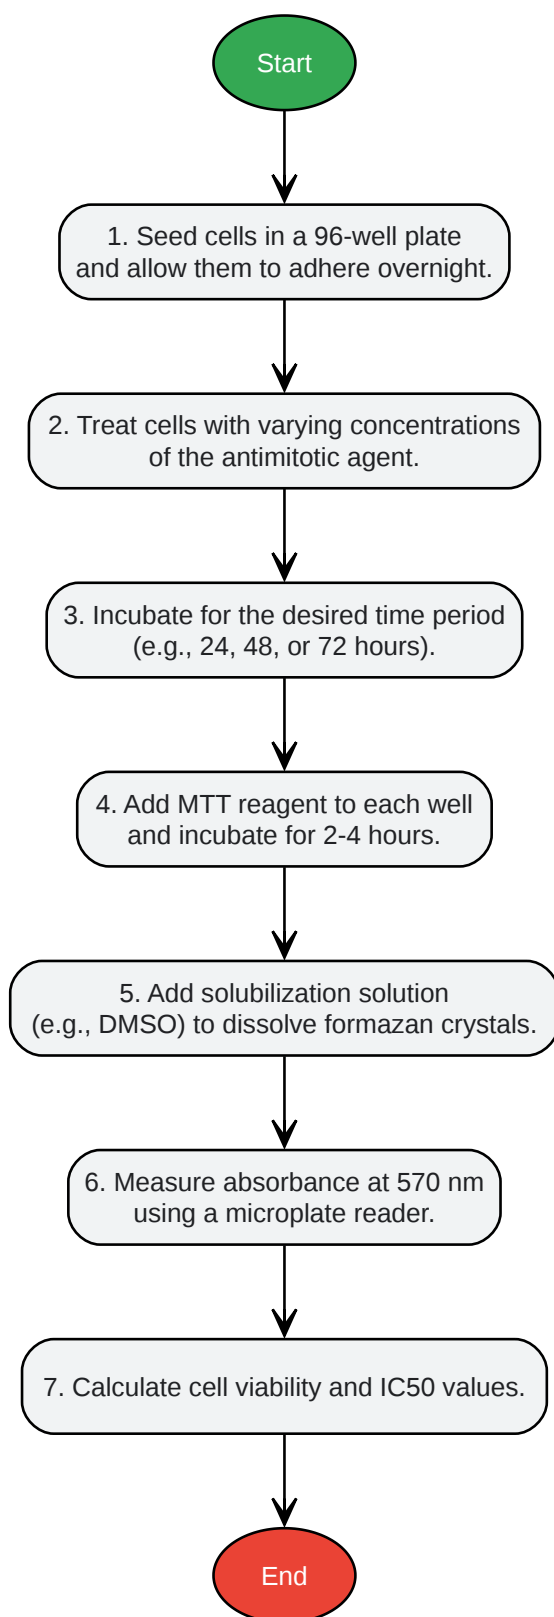 Start
1. Seed cells in a 96-well plate
and allow them to adhere overnight.
2. Treat cells with varying concentrations
of the antimitotic agent.
3. Incubate for the desired time period
(e.g., 24, 48, or 72 hours).
4. Add MTT reagent to each well
and incubate for 2-4 hours.
5. Add solubilization solution
(e.g., DMSO) to dissolve formazan crystals.
6. Measure absorbance at 570 nm
using a microplate reader.
7. Calculate cell viability and IC50 values.
End